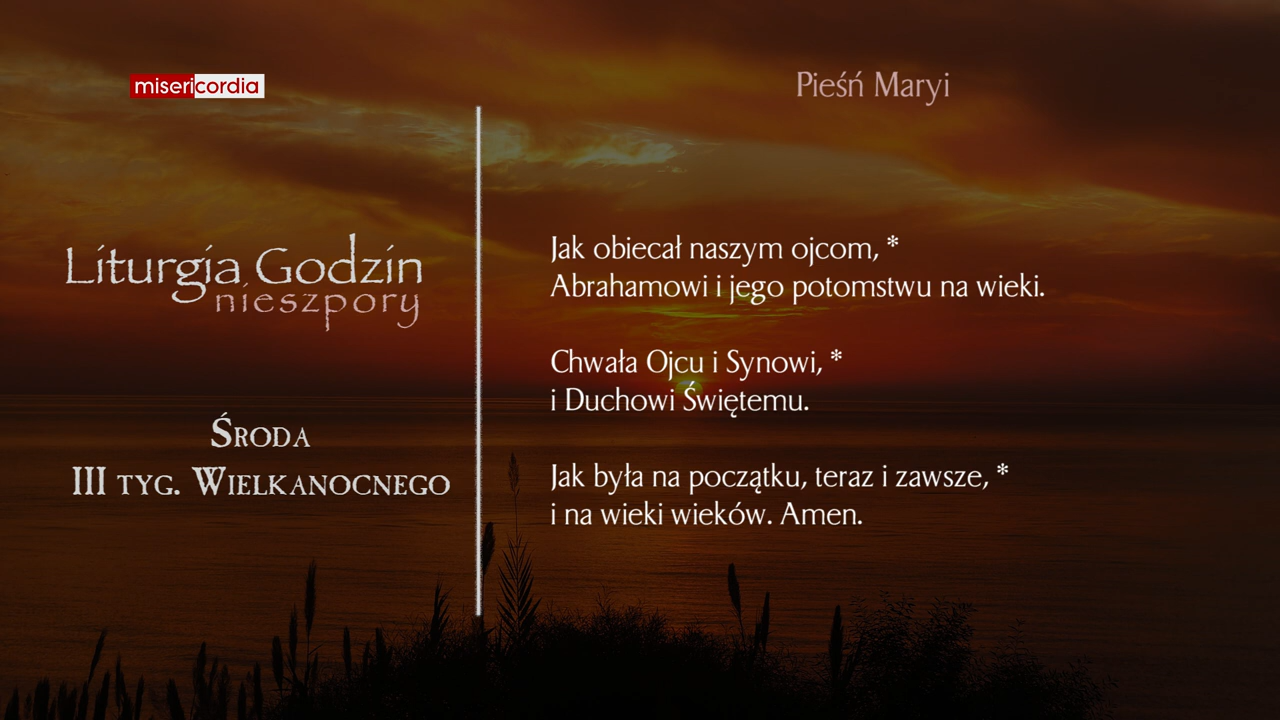 misericordia
Pieśń Maryi
Liturgia Godzin
nieszpory
Środa
III tyg. Wielkanocnego
Jak obiecał naszym ojcom, *
Abrahamowi i jego potomstwu na wieki.
Chwała Ojcu i Synowi, *
i Duchowi Świętemu.
Jak była na początku, teraz i zawsze, *
i na wieki wieków. Amen.